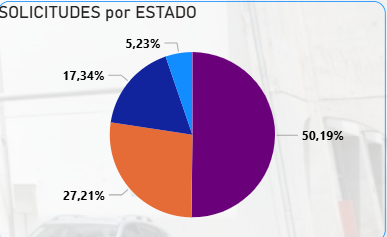 SOLICITUDES por ESTADO
5,23%
17,34%
50,19%
27,21%